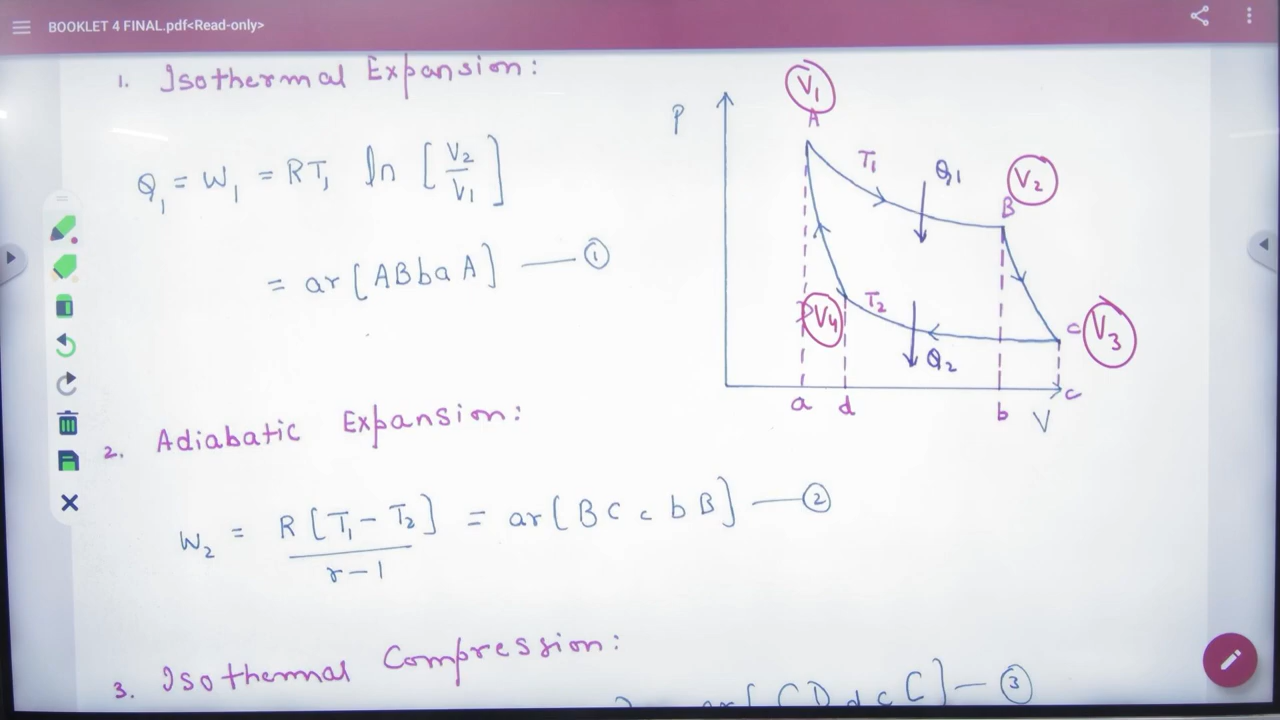 BOOKLET 4 FINAL.pdf<Read-only>
1. Isothermal Expansion:
Q₁ = W₁ = RT₁ ln [V₂/V₁]
= ar[ABbaA] — ①
P
V₁
A
T₁
Q₁
V₂
B
V₄
T₂
Q₂
C
V₃
a d b c
V
2. Adiabatic Expansion:
W₂ = R[T₁ - T₂]/r-1 = ar[BCcbB] — ②
3. Isothermal Compression:
ar[CDdcC] — ③